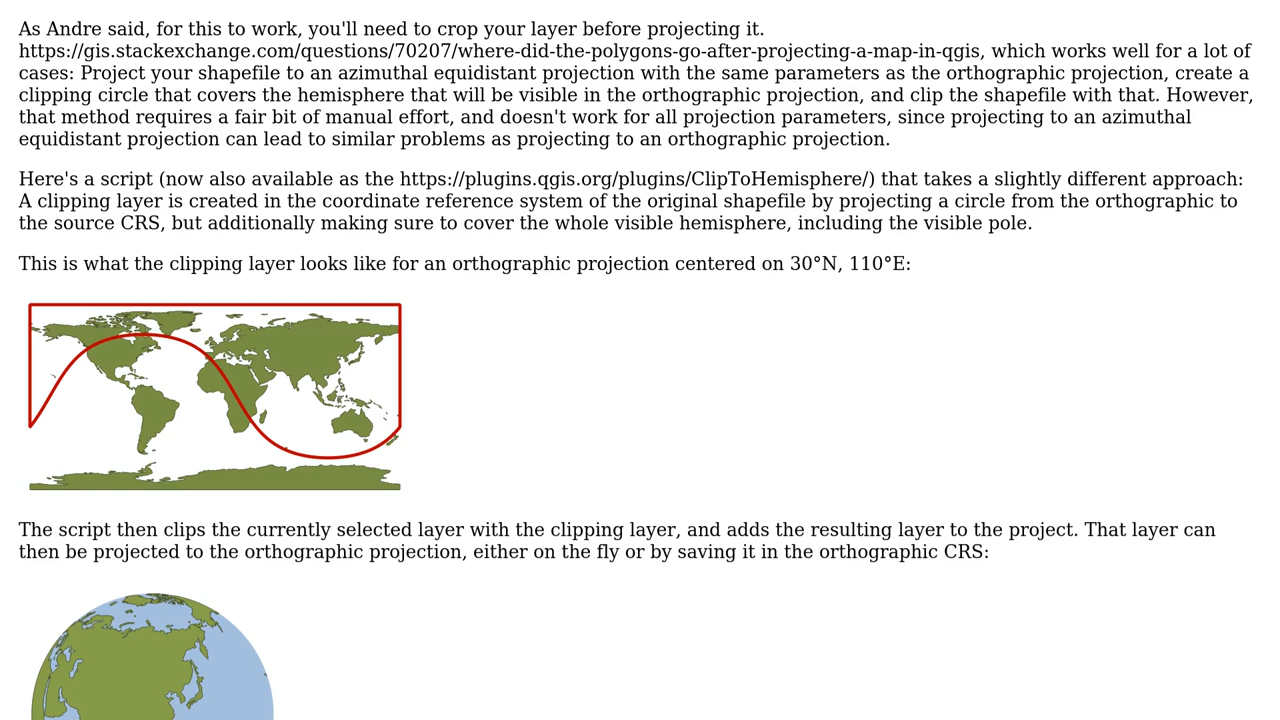 As Andre said, for this to work, you'll need to crop your layer before projecting it.
https://gis.stackexchange.com/questions/70207/where-did-the-polygons-go-after-projecting-a-map-in-qgis, which works well for a lot of
cases: Project your shapefile to an azimuthal equidistant projection with the same parameters as the orthographic projection, create a
clipping circle that covers the hemisphere that will be visible in the orthographic projection, and clip the shapefile with that. However,
that method requires a fair bit of manual effort, and doesn't work for all projection parameters, since projecting to an azimuthal
equidistant projection can lead to similar problems as projecting to an orthographic projection.
Here's a script (now also available as the https://plugins.qgis.org/plugins/ClipToHemisphere/) that takes a slightly different approach:
A clipping layer is created in the coordinate reference system of the original shapefile by projecting a circle from the orthographic to
the source CRS, but additionally making sure to cover the whole visible hemisphere, including the visible pole.
This is what the clipping layer looks like for an orthographic projection centered on 30°N, 110°E:
The script then clips the currently selected layer with the clipping layer, and adds the resulting layer to the project. That layer can
then be projected to the orthographic projection, either on the fly or by saving it in the orthographic CRS: